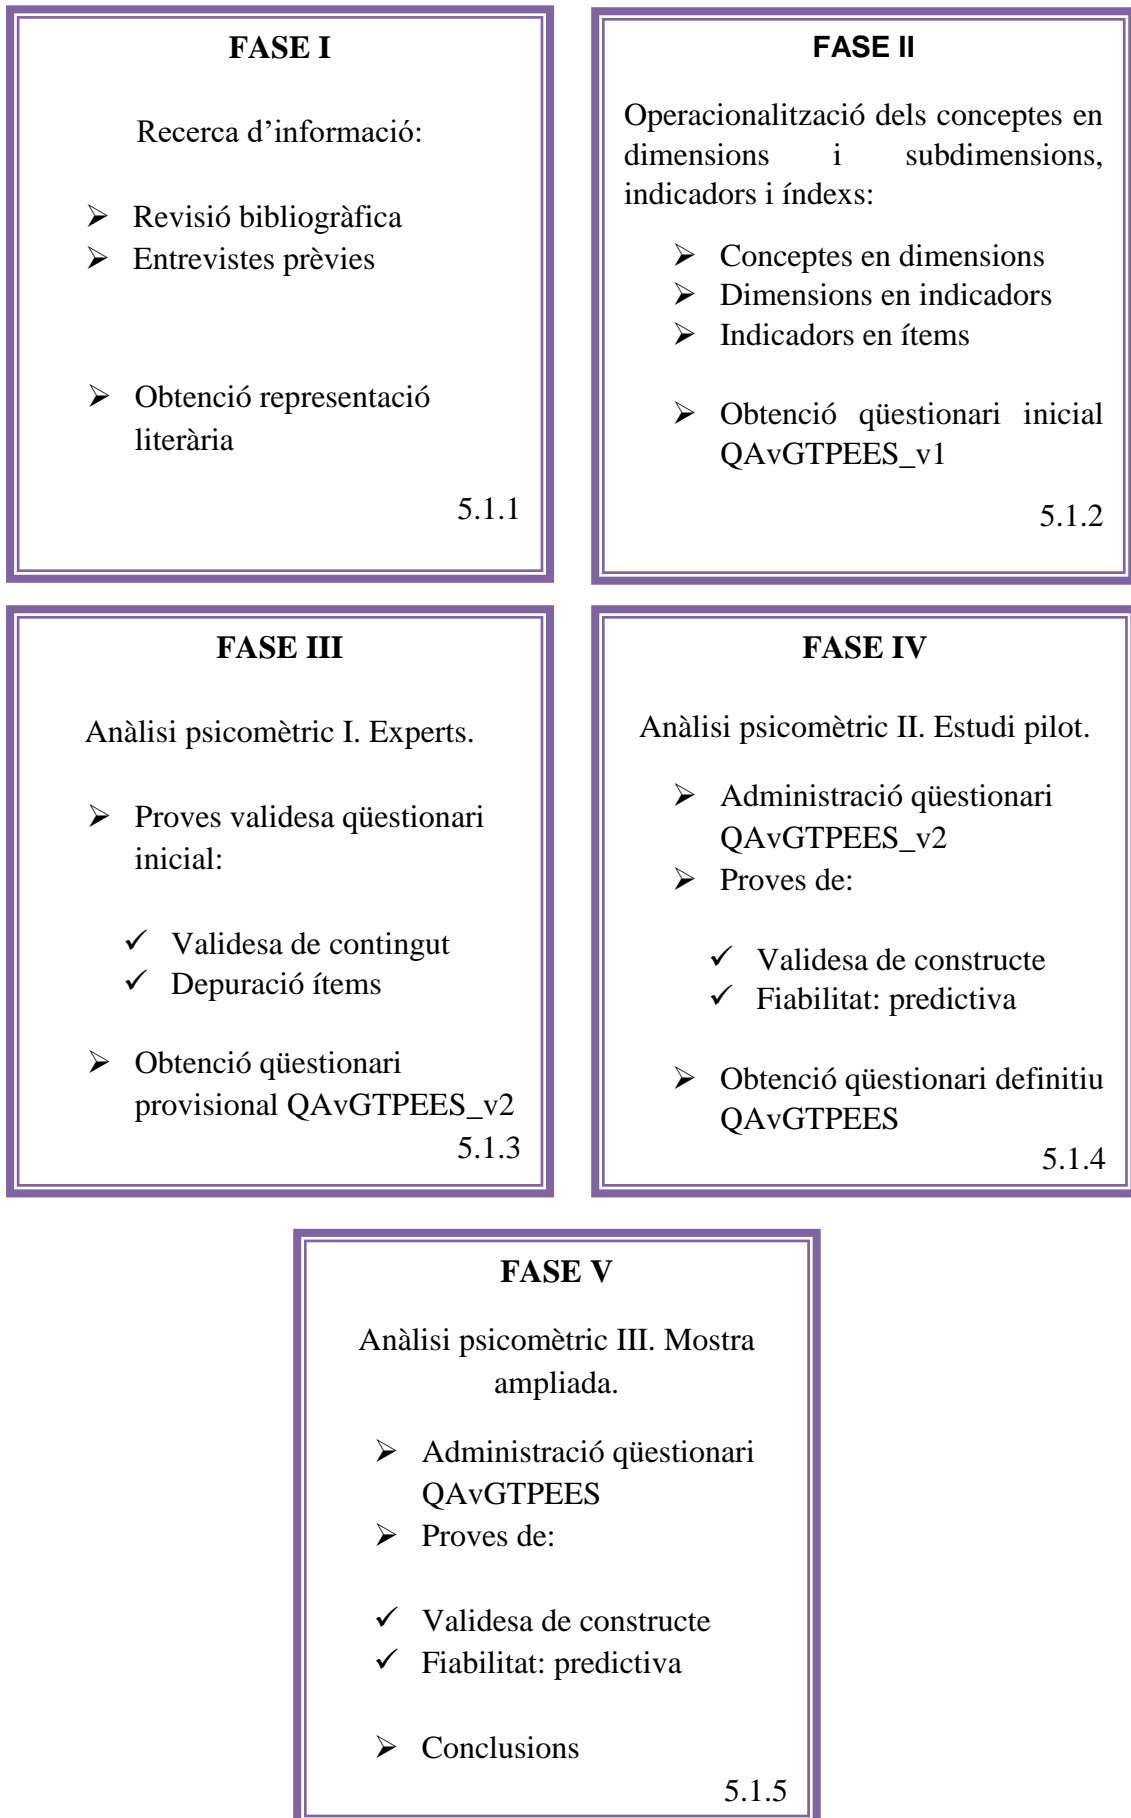 FASE I
Recerca d’informació:
➢ Revisió bibliogràfica
➢ Entrevistes prèvies
➢ Obtenció representació
literària
5.1.1
FASE II
Operacionalització dels conceptes en
dimensions i subdimensions,
indicadors i índexs:
➢ Conceptes en dimensions
➢ Dimensions en indicadors
➢ Indicadors en ítems
➢ Obtenció qüestionari inicial
QAvGTPEES_v1
5.1.2
FASE III
Anàlisi psicomètric I. Experts.
➢ Proves validesa qüestionari
inicial:
✓ Validesa de contingut
✓ Depuració ítems
➢ Obtenció qüestionari
provisional QAvGTPEES_v2
5.1.3
FASE IV
Anàlisi psicomètric II. Estudi pilot.
➢ Administració qüestionari
QAvGTPEES_v2
➢ Proves de:
✓ Validesa de constructe
✓ Fiabilitat: predictiva
➢ Obtenció qüestionari definitiu
QAvGTPEES
5.1.4
FASE V
Anàlisi psicomètric III. Mostra
ampliada.
➢ Administració qüestionari
QAvGTPEES
➢ Proves de:
✓ Validesa de constructe
✓ Fiabilitat: predictiva
➢ Conclusions
5.1.5